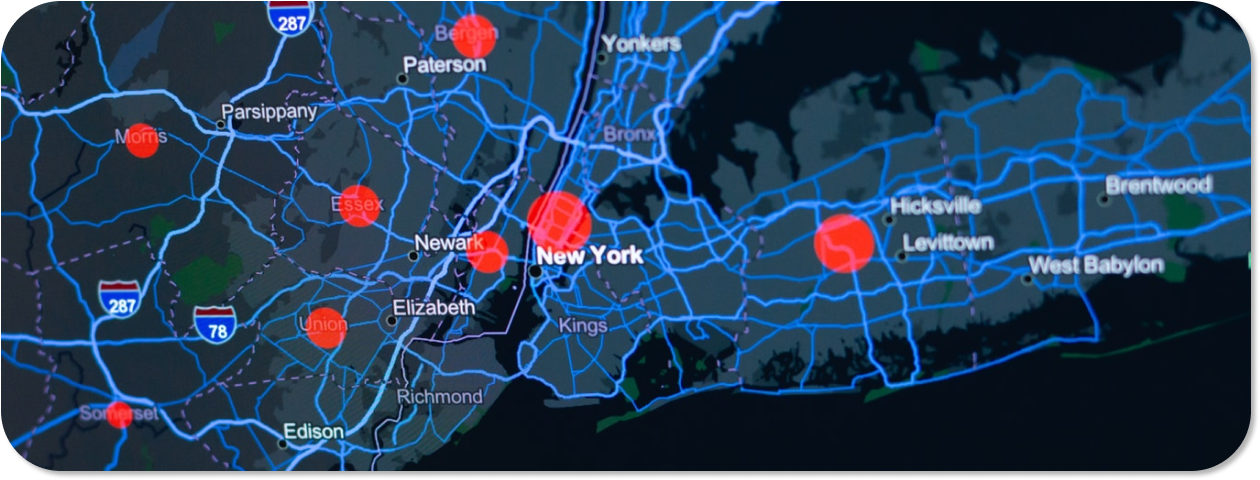 287
Bergen
Yonkers
Paterson
Parsippany
Morris
Bronx
Essex
Brentwood
Hicksville
Newark
New York
Levittown
West Babylon
287
78
Elizabeth
Union
Kings
Richmond
Somerset
Edison